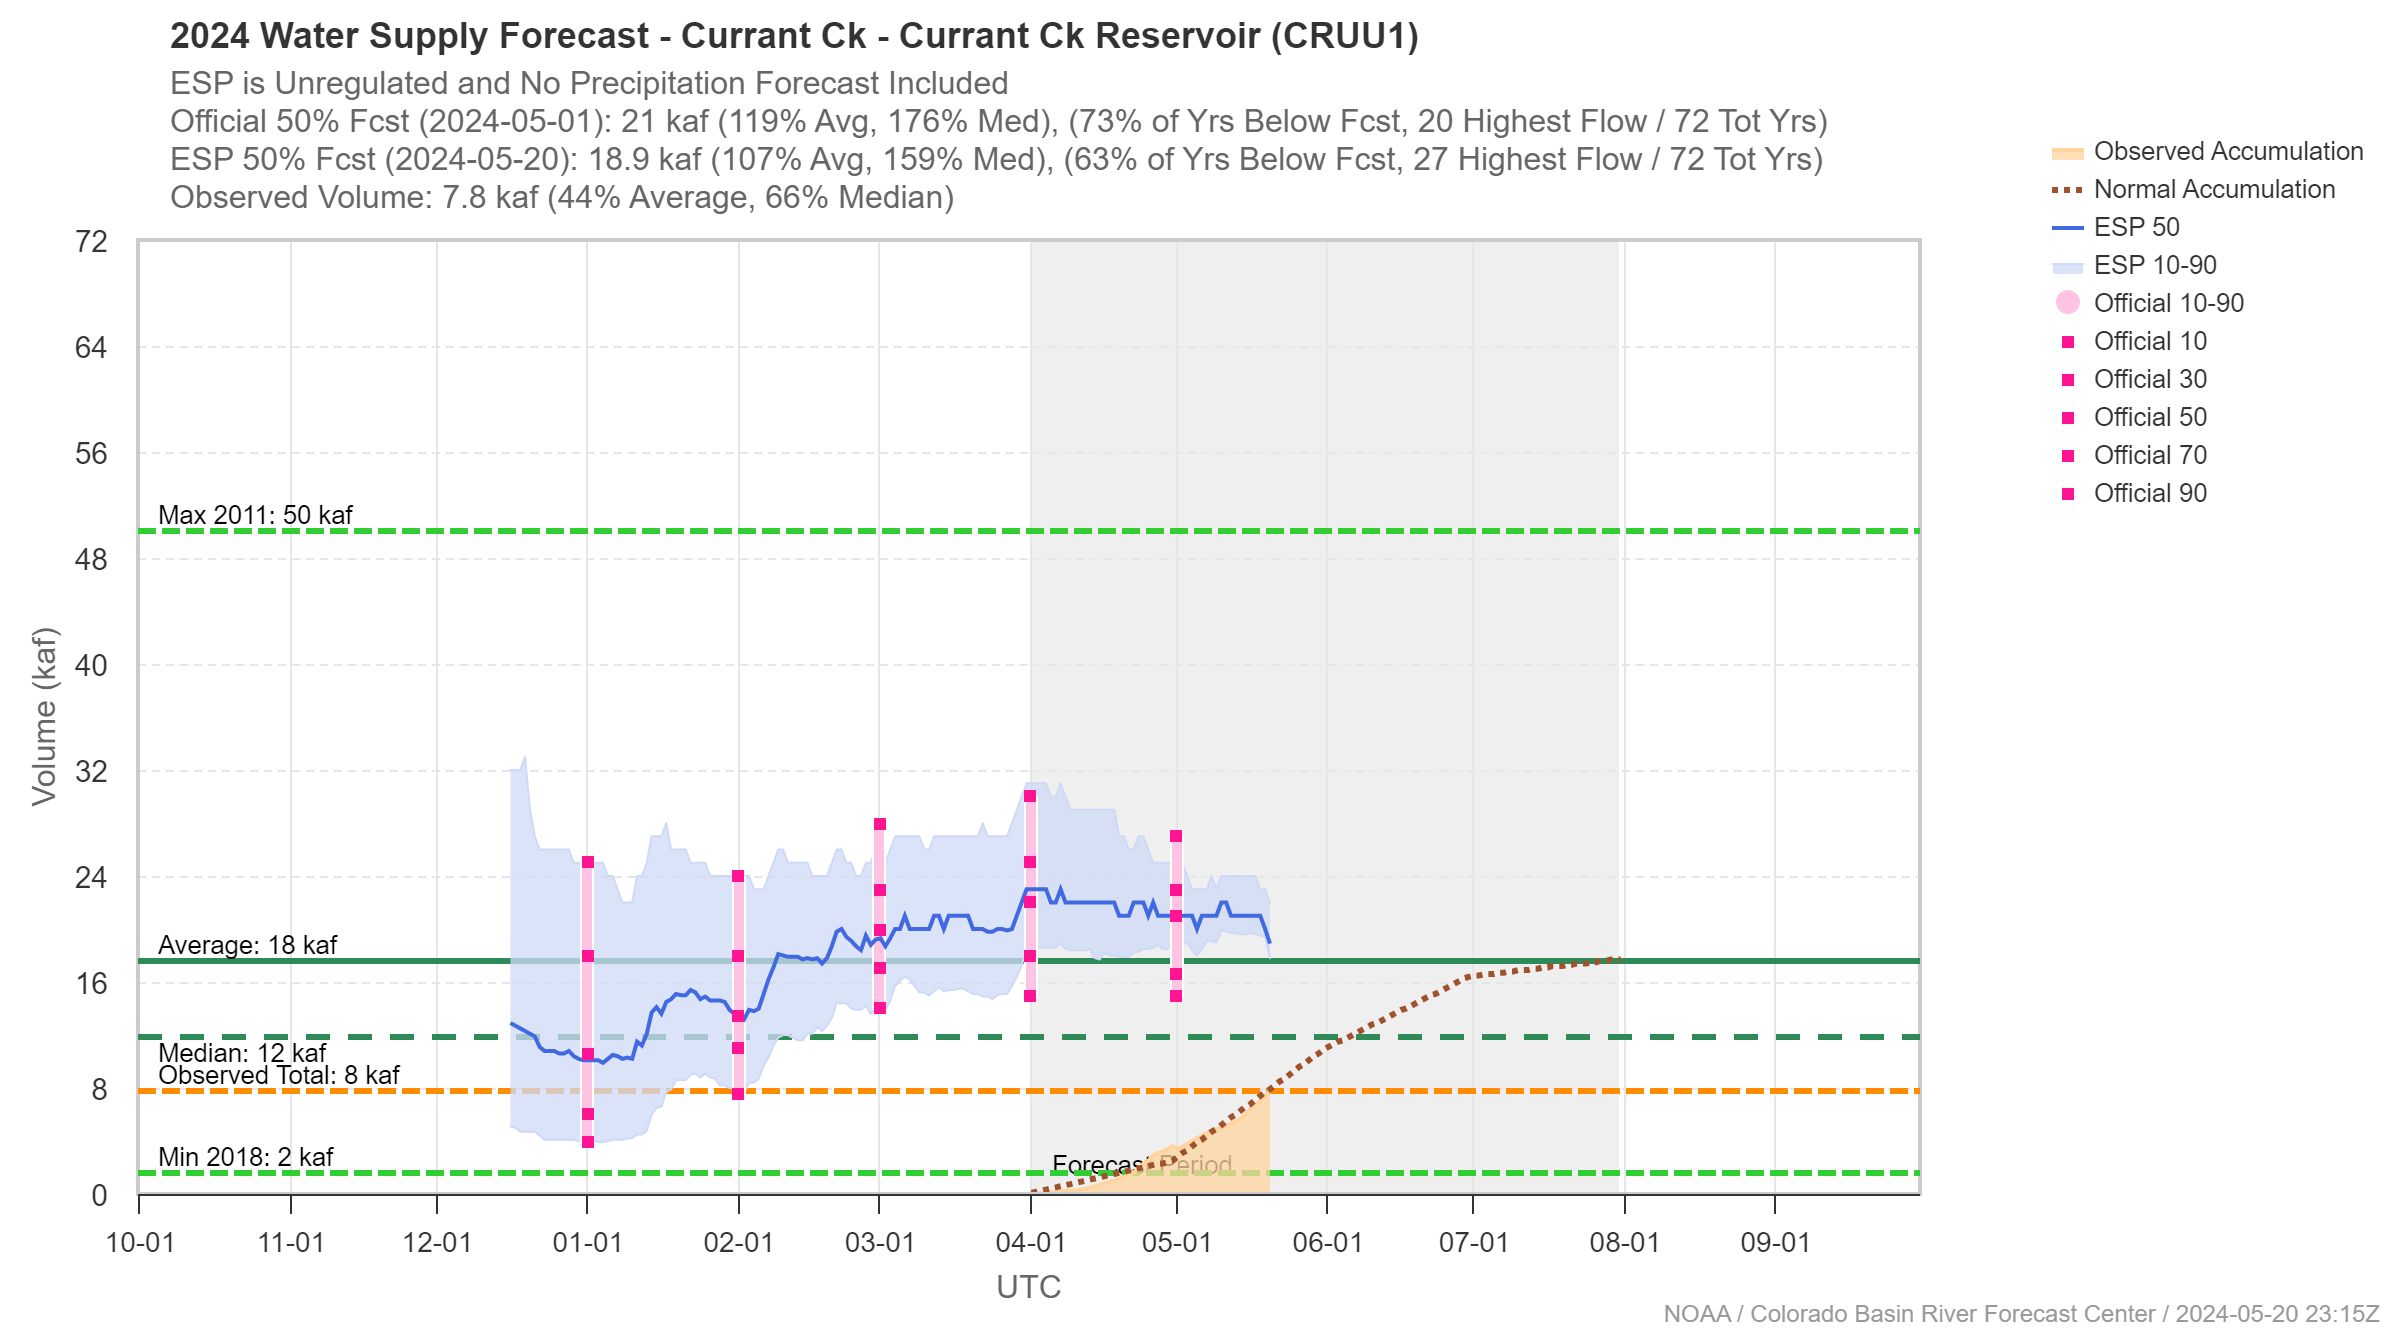 2024 Water Supply Forecast - Currant Ck - Currant Ck Reservoir (CRUU1)
ESP is Unregulated and No Precipitation Forecast Included
Official 50% Fcst (2024-05-01): 21 kaf (119% Avg, 176% Med), (73% of Yrs Below Fcst, 20 Highest Flow / 72 Tot Yrs)
ESP 50% Fcst (2024-05-20): 18.9 kaf (107% Avg, 159% Med), (63% of Yrs Below Fcst, 27 Highest Flow / 72 Tot Yrs)
Observed Volume: 7.8 kaf (44% Average, 66% Median)
Observed Accumulation
Normal Accumulation
ESP 50
ESP 10-90
Official 10-90
Official 10
Official 30
Official 50
Official 70
Official 90
Volume (kaf)
72
64
56
48
40
32
24
16
8
0
Max 2011: 50 kaf
Average: 18 kaf
Median: 12 kaf
Observed Total: 8 kaf
Min 2018: 2 kaf
Forecast Period
10-01 11-01 12-01 01-01 02-01 03-01 04-01 05-01 06-01 07-01 08-01 09-01
UTC
NOAA / Colorado Basin River Forecast Center / 2024-05-20 23:15Z